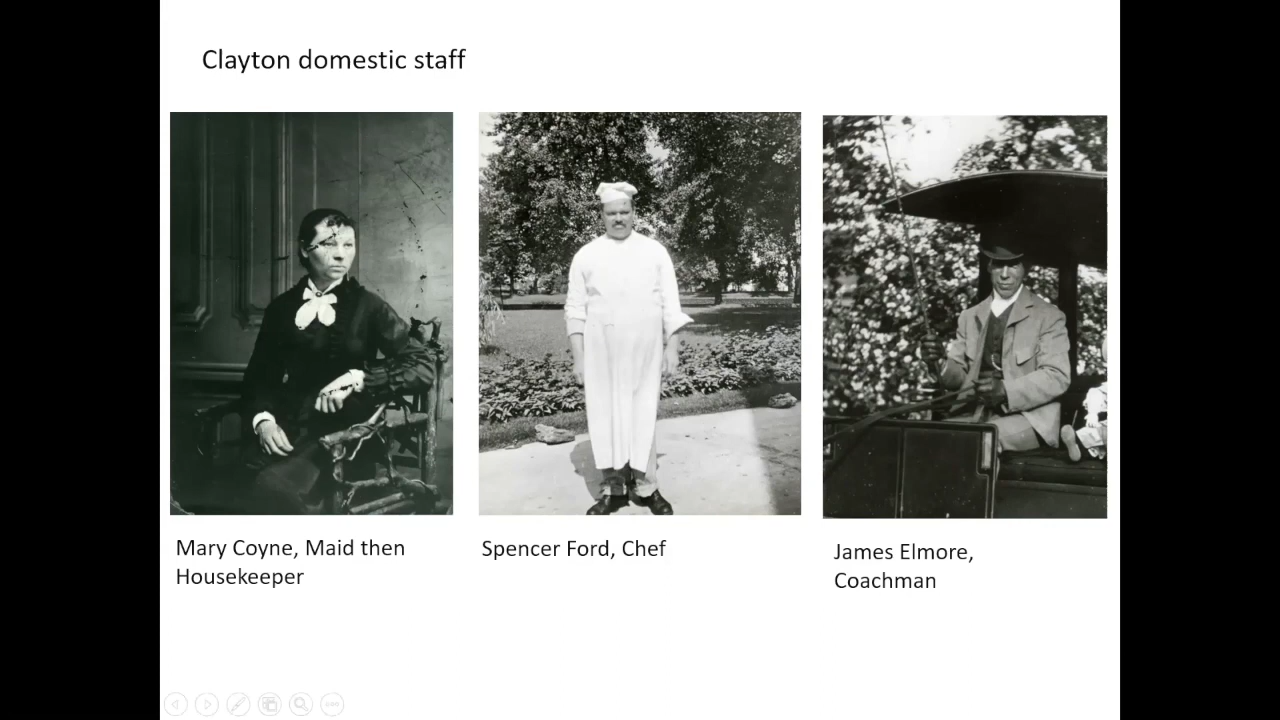 Clayton domestic staff
Mary Coyne, Maid then
Housekeeper
Spencer Ford, Chef
James Elmore,
Coachman